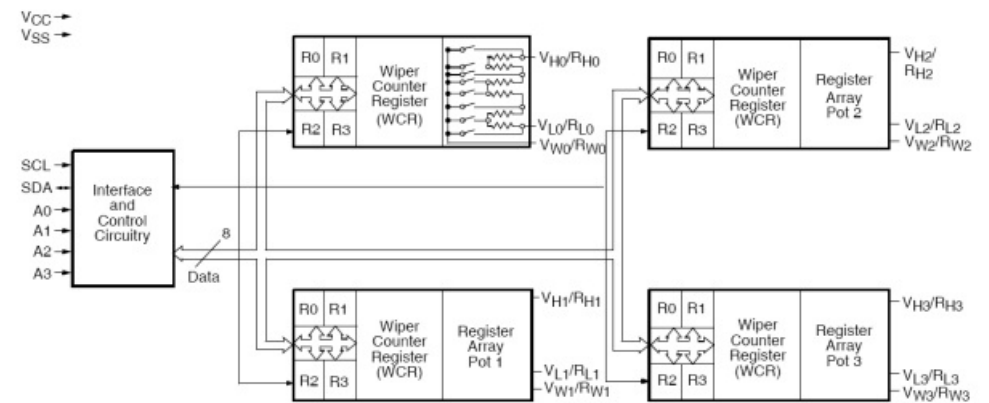 VCC
VSS
SCL
SDA
A0
A1
A2
A3
Interface
and
Control
Circuitry
8
Data
R0 R1
R2 R3
Wiper
Counter
Register
(WCR)
VH0/RH0
VL0/RL0
VW0/RW0
R0 R1
R2 R3
Wiper
Counter
Register
(WCR)
Register
Array
Pot 2
VH2/
RH2
VL2/RL2
VW2/RW2
R0 R1
R2 R3
Wiper
Counter
Register
(WCR)
Register
Array
Pot 1
VH1/RH1
VL1/RL1
VW1/RW1
R0 R1
R2 R3
Wiper
Counter
Register
(WCR)
Register
Array
Pot 3
VH3/RH3
VL3/RL3
VW3/RW3